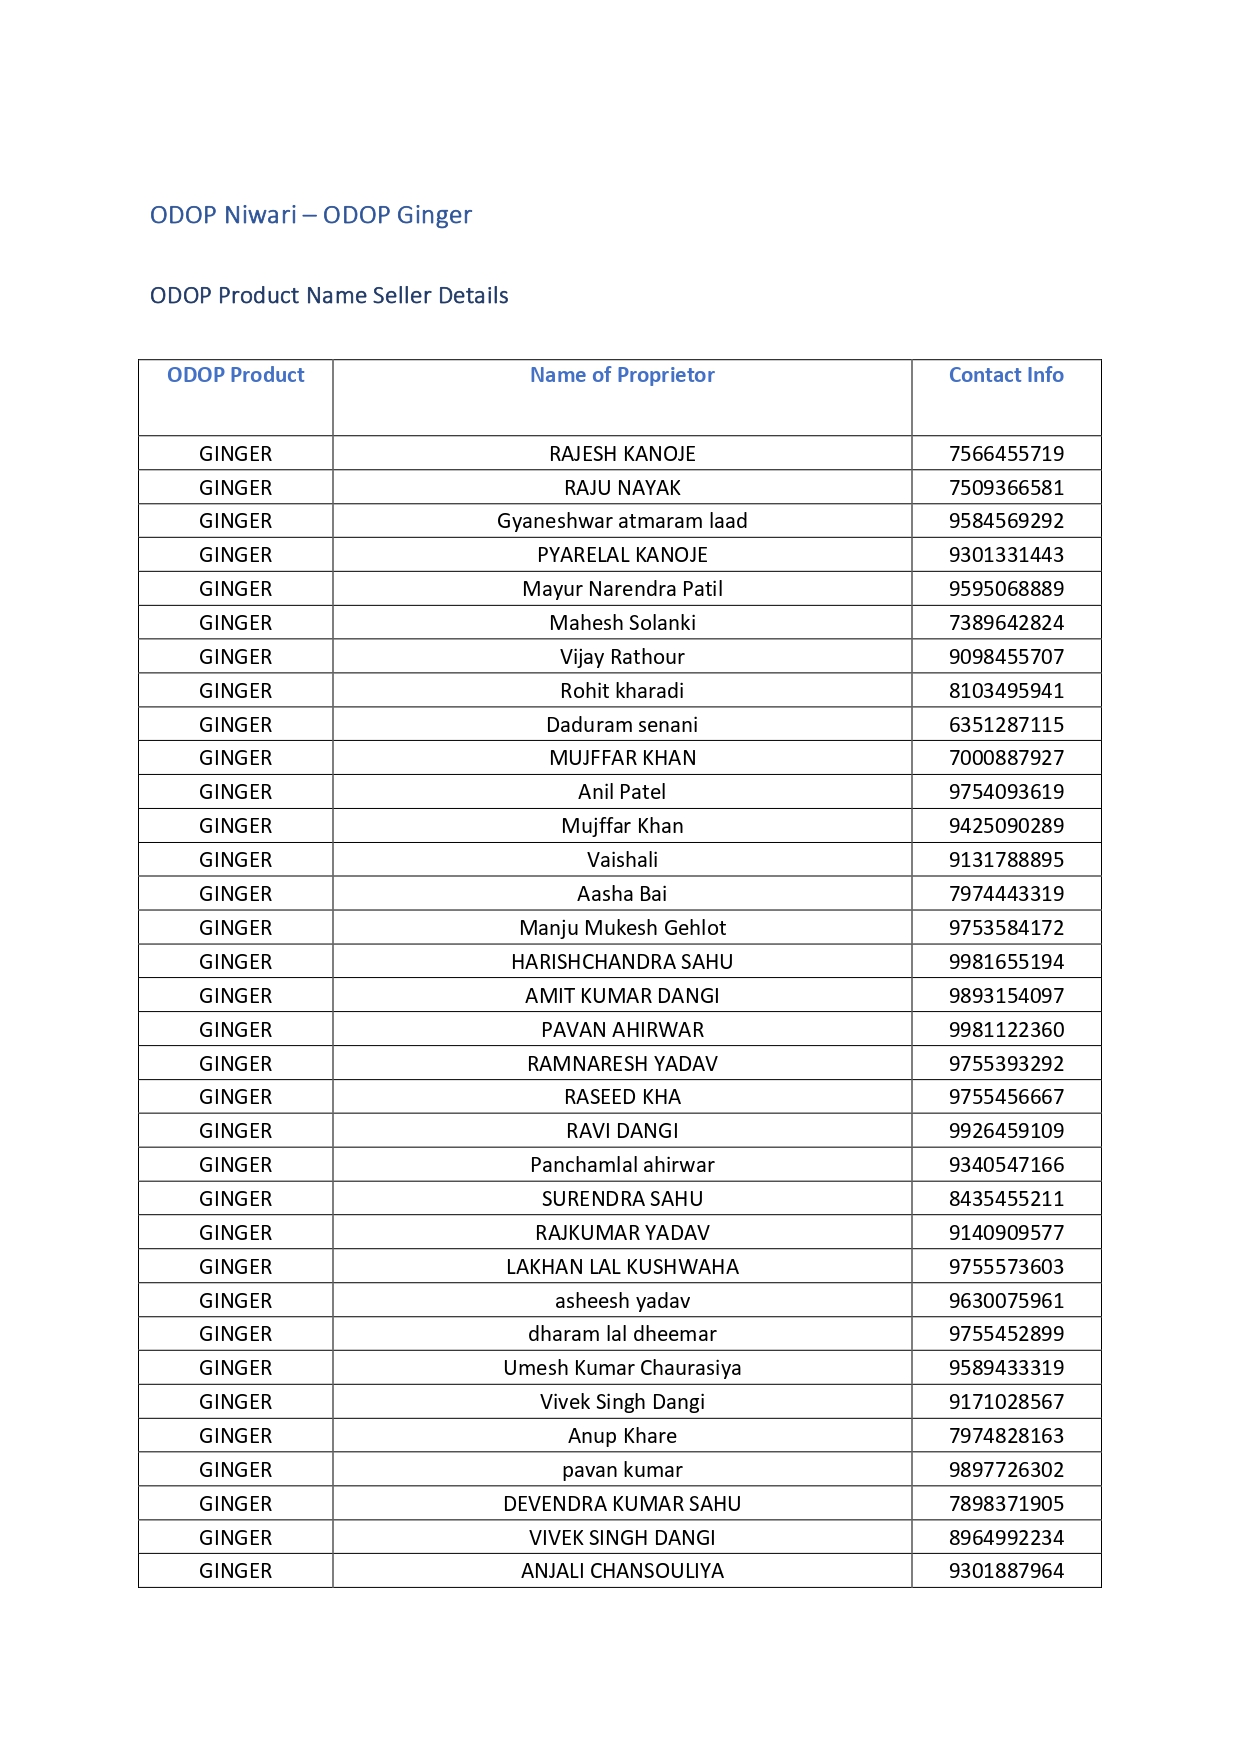 ODOP Niwari – ODOP Ginger
ODOP Product Name Seller Details
ODOP Product Name of Proprietor Contact Info
GINGER RAJESH KANOJE 7566455719
GINGER RAJU NAYAK 7509366581
GINGER Gyaneshwar atmaram laad 9584569292
GINGER PYARELAL KANOJE 9301331443
GINGER Mayur Narendra Patil 9595068889
GINGER Mahesh Solanki 7389642824
GINGER Vijay Rathour 9098455707
GINGER Rohit kharadi 8103495941
GINGER Daduram senani 6351287115
GINGER MUJFFAR KHAN 7000887927
GINGER Anil Patel 9754093619
GINGER Mujffar Khan 9425090289
GINGER Vaishali 9131788895
GINGER Aasha Bai 7974443319
GINGER Manju Mukesh Gehlot 9753584172
GINGER HARISHCHANDRA SAHU 9981655194
GINGER AMIT KUMAR DANGI 9893154097
GINGER PAVAN AHIRWAR 9981122360
GINGER RAMNARESH YADAV 9755393292
GINGER RASEED KHA 9755456667
GINGER RAVI DANGI 9926459109
GINGER Panchamlal ahirwar 9340547166
GINGER SURENDRA SAHU 8435455211
GINGER RAJKUMAR YADAV 9140909577
GINGER LAKHAN LAL KUSHWAHA 9755573603
GINGER asheesh yadav 9630075961
GINGER dharam lal dheemar 9755452899
GINGER Umesh Kumar Chaurasiya 9589433319
GINGER Vivek Singh Dangi 9171028567
GINGER Anup Khare 7974828163
GINGER pavan kumar 9897726302
GINGER DEVENDRA KUMAR SAHU 7898371905
GINGER VIVEK SINGH DANGI 8964992234
GINGER ANJALI CHANSOULIYA 9301887964